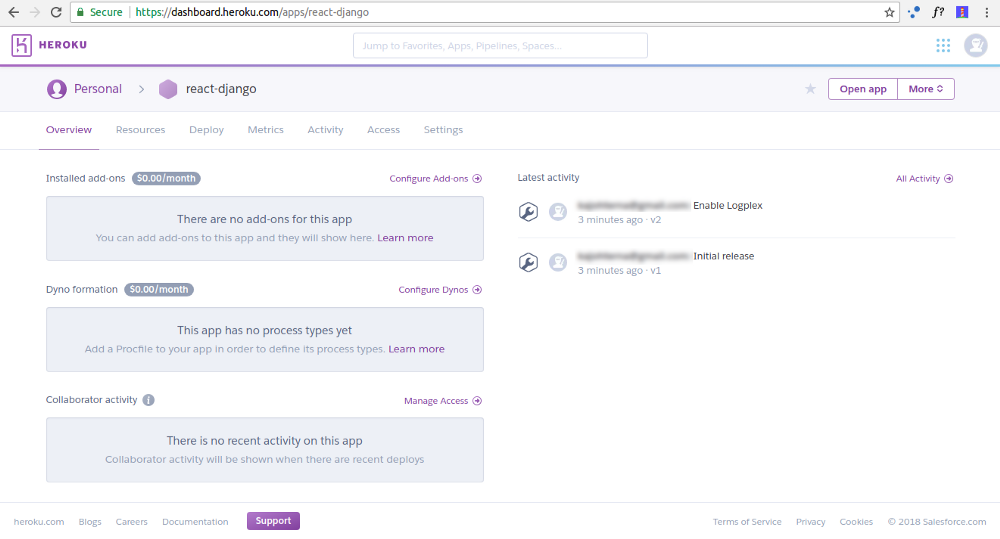 Secure https://dashboard.heroku.com/apps/react-django
f?
HEROKU
Jump to Favorites, Apps, Pipelines, Spaces...
Personal > react-django
Open app More
Overview Resources Deploy Metrics Activity Access Settings
Installed add-ons $0.00/month Configure Add-ons
There are no add-ons for this app
You can add add-ons to this app and they will show here. Learn more
Dyno formation $0.00/month Configure Dynos
This app has no process types yet
Add a Procfile to your app in order to define its process types. Learn more
Collaborator activity i Manage Access
There is no recent activity on this app
Collaborator activity will be shown when there are recent deploys
Latest activity All Activity
Enable Logplex
3 minutes ago · v2
Initial release
3 minutes ago · v1
heroku.com Blogs Careers Documentation Support Terms of Service Privacy Cookies © 2018 Salesforce.com